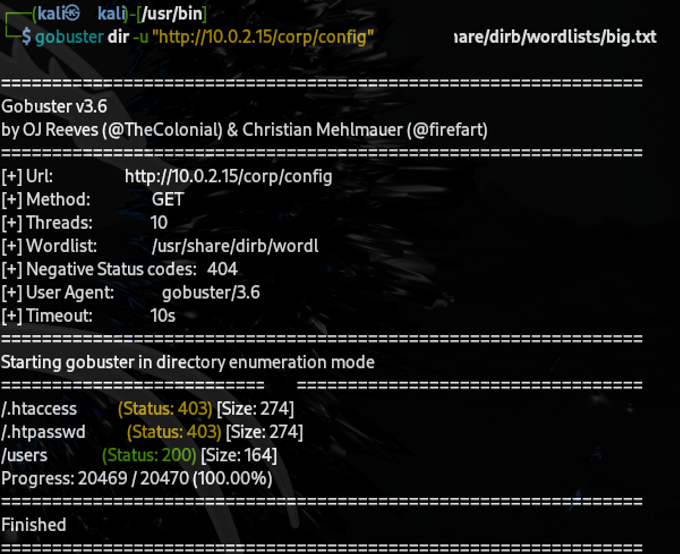 ┌──(kali㉿ kali)-[/usr/bin]
└─$ gobuster dir -u "http://10.0.2.15/corp/config" are/dirb/wordlists/big.txt
===============================================================
Gobuster v3.6
by OJ Reeves (@TheColonial) & Christian Mehlmauer (@firefart)
===============================================================
[+] Url: http://10.0.2.15/corp/config
[+] Method: GET
[+] Threads: 10
[+] Wordlist: /usr/share/dirb/wordl
[+] Negative Status codes: 404
[+] User Agent: gobuster/3.6
[+] Timeout: 10s
===============================================================
Starting gobuster in directory enumeration mode
========================== ==================================
/.htaccess (Status: 403) [Size: 274]
/.htpasswd (Status: 403) [Size: 274]
/users (Status: 200) [Size: 164]
Progress: 20469 / 20470 (100.00%)
===============================================================
Finished
===============================================================